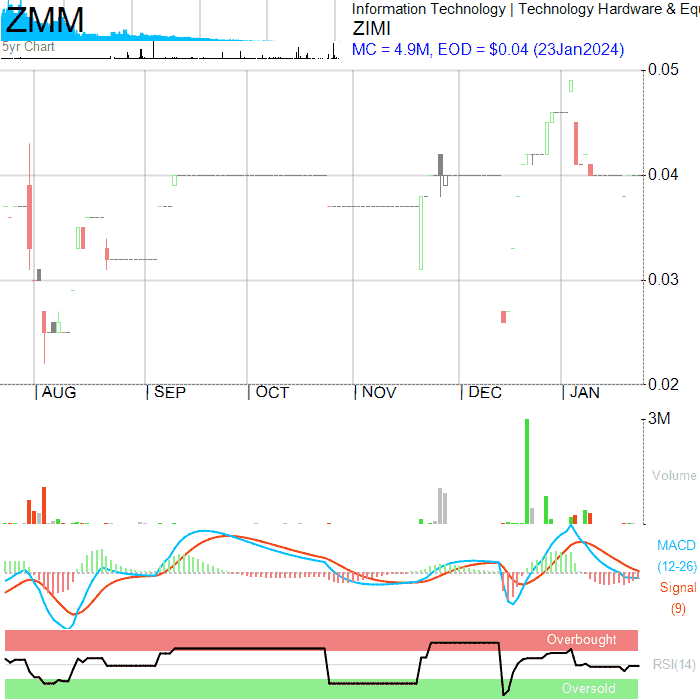 ZMM
Information Technology | Technology Hardware & Equ
ZIMI
5yr Chart
MC = 4.9M, EOD = $0.04 (23Jan2024)
0.05
0.04
0.03
0.02
AUG SEP OCT NOV DEC JAN
3M
Volume
MACD
(12-26)
Signal
(9)
Overbought
RSI(14)
Oversold